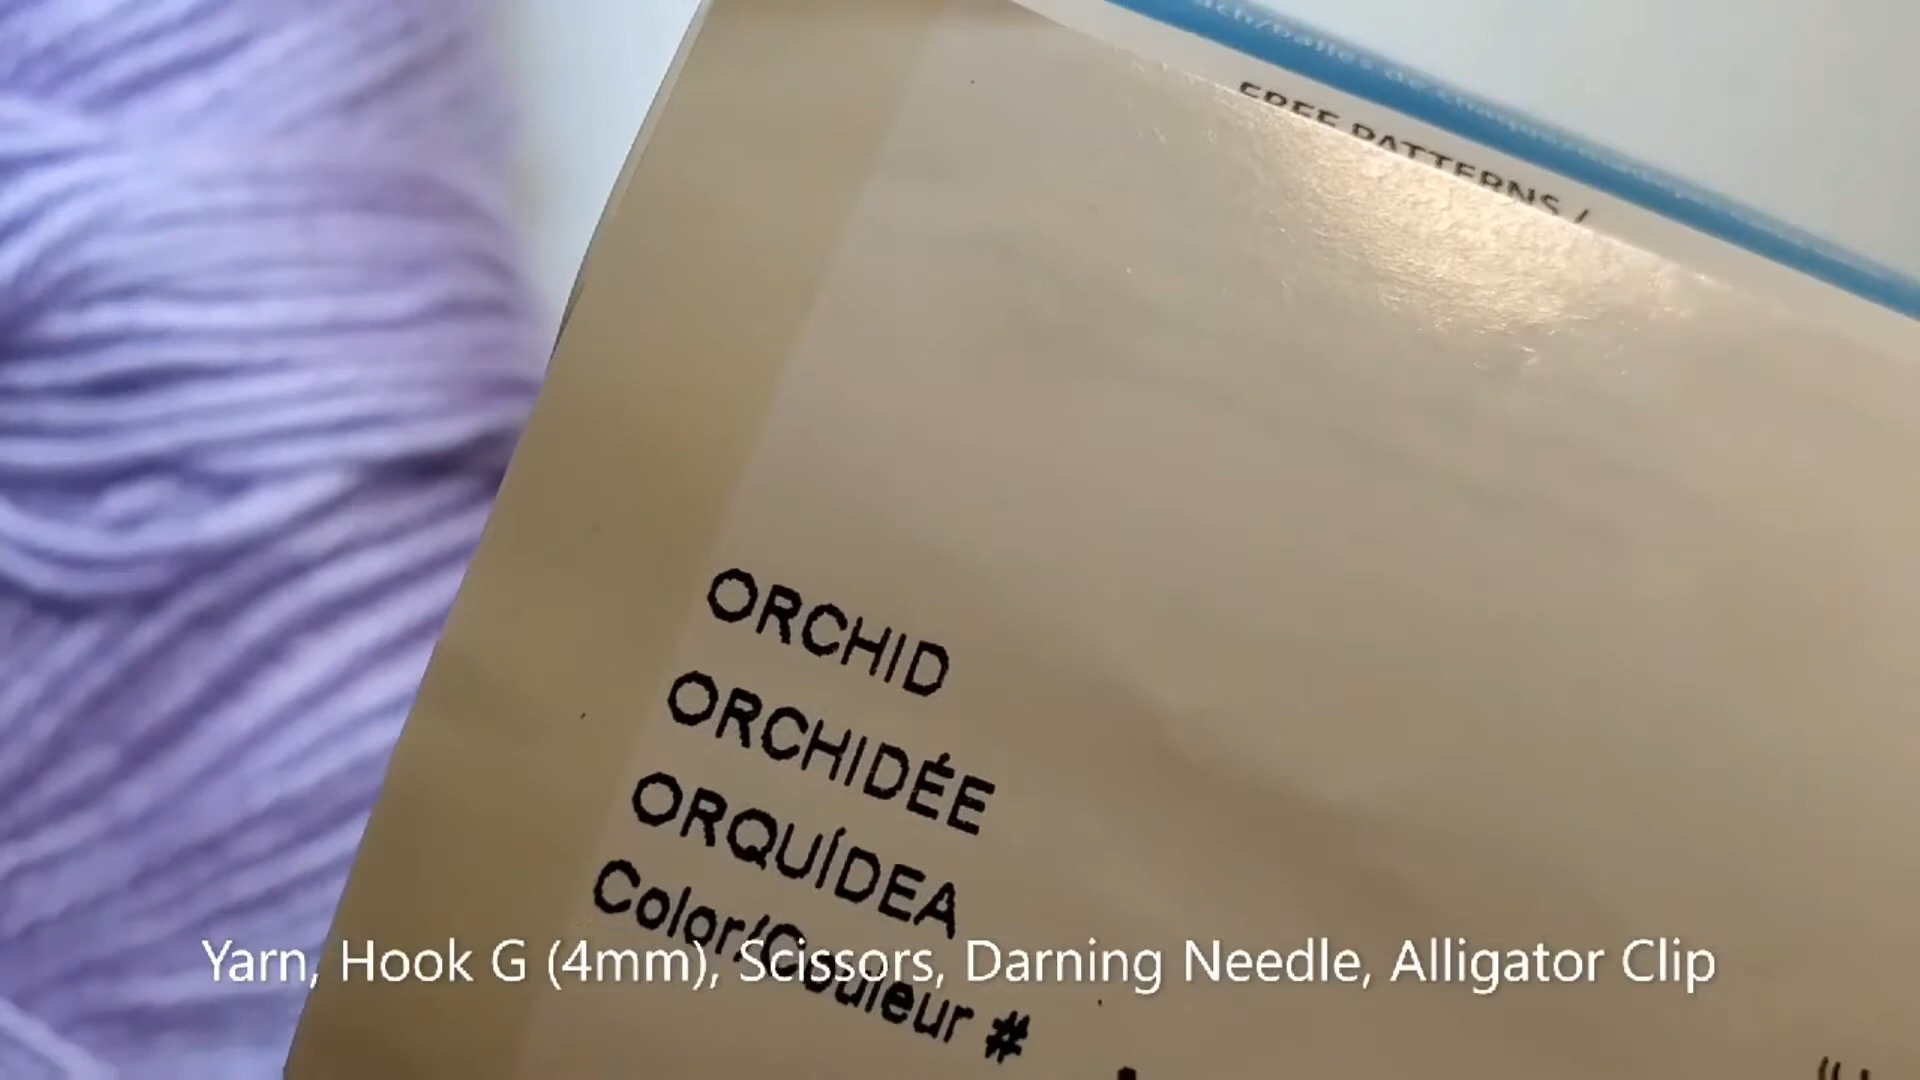 FREE PATTERNS /
ORCHID
ORCHIDÉE
ORQUÍDEA
Color/Couleur #
Yarn, Hook G (4mm), Scissors, Darning Needle, Alligator Clip